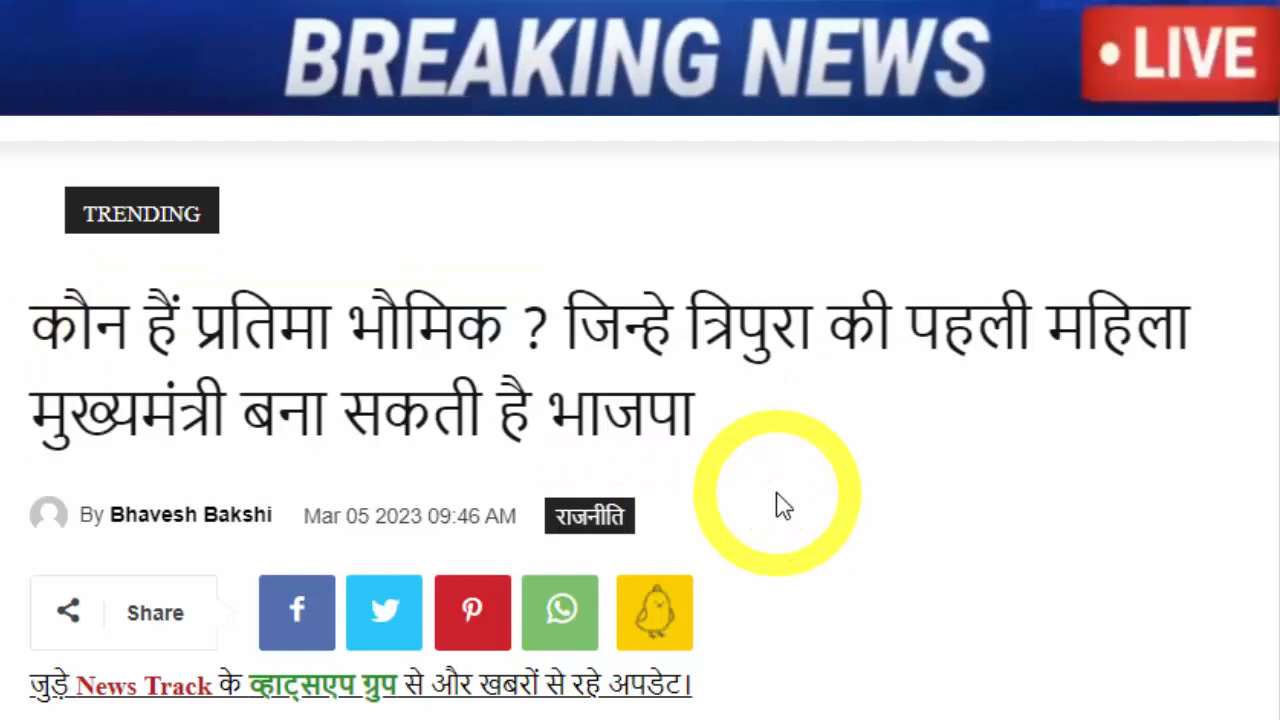 BREAKING NEWS
• LIVE
TRENDING
कौन हैं प्रतिमा भौमिक ? जिन्हे त्रिपुरा की पहली महिला
मुख्यमंत्री बना सकती है भाजपा
By Bhavesh Bakshi Mar 05 2023 09:46 AM राजनीति
Share
जुड़े News Track के व्हाट्सएप ग्रुप से और खबरों से रहे अपडेट।